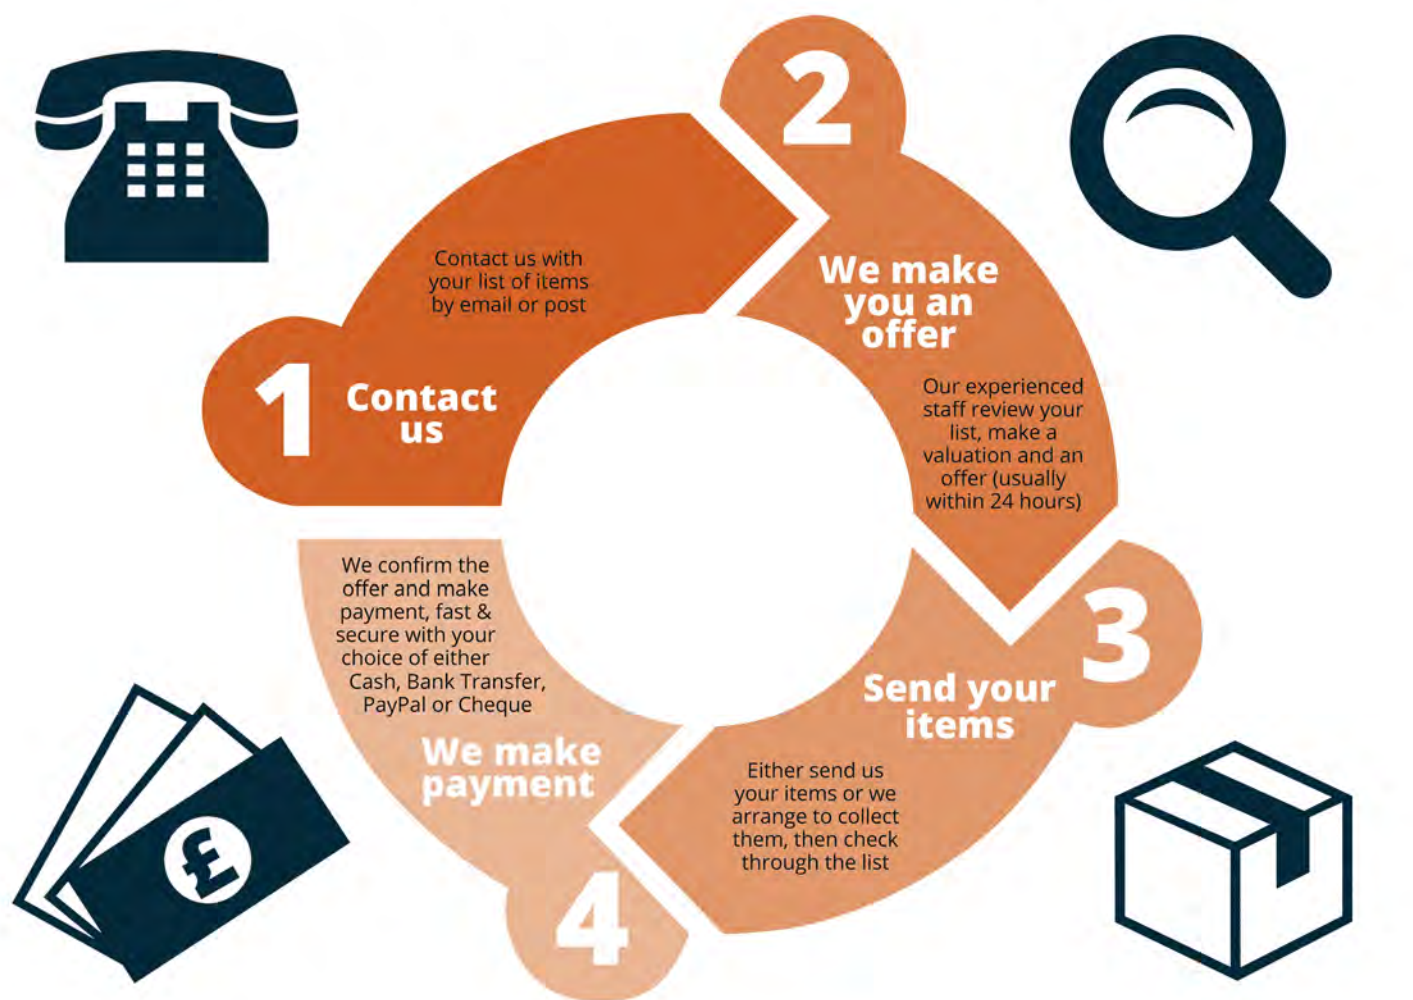 1
Contact
us
Contact us with
your list of items
by email or post
2
We make
you an
offer
Our experienced
staff review your
list, make a
valuation and an
offer (usually
within 24 hours)
3
Send your
items
Either send us
your items or we
arrange to collect
them, then check
through the list
4
We make
payment
We confirm the
offer and make
payment, fast &
secure with your
choice of either
Cash, Bank Transfer,
PayPal or Cheque
£